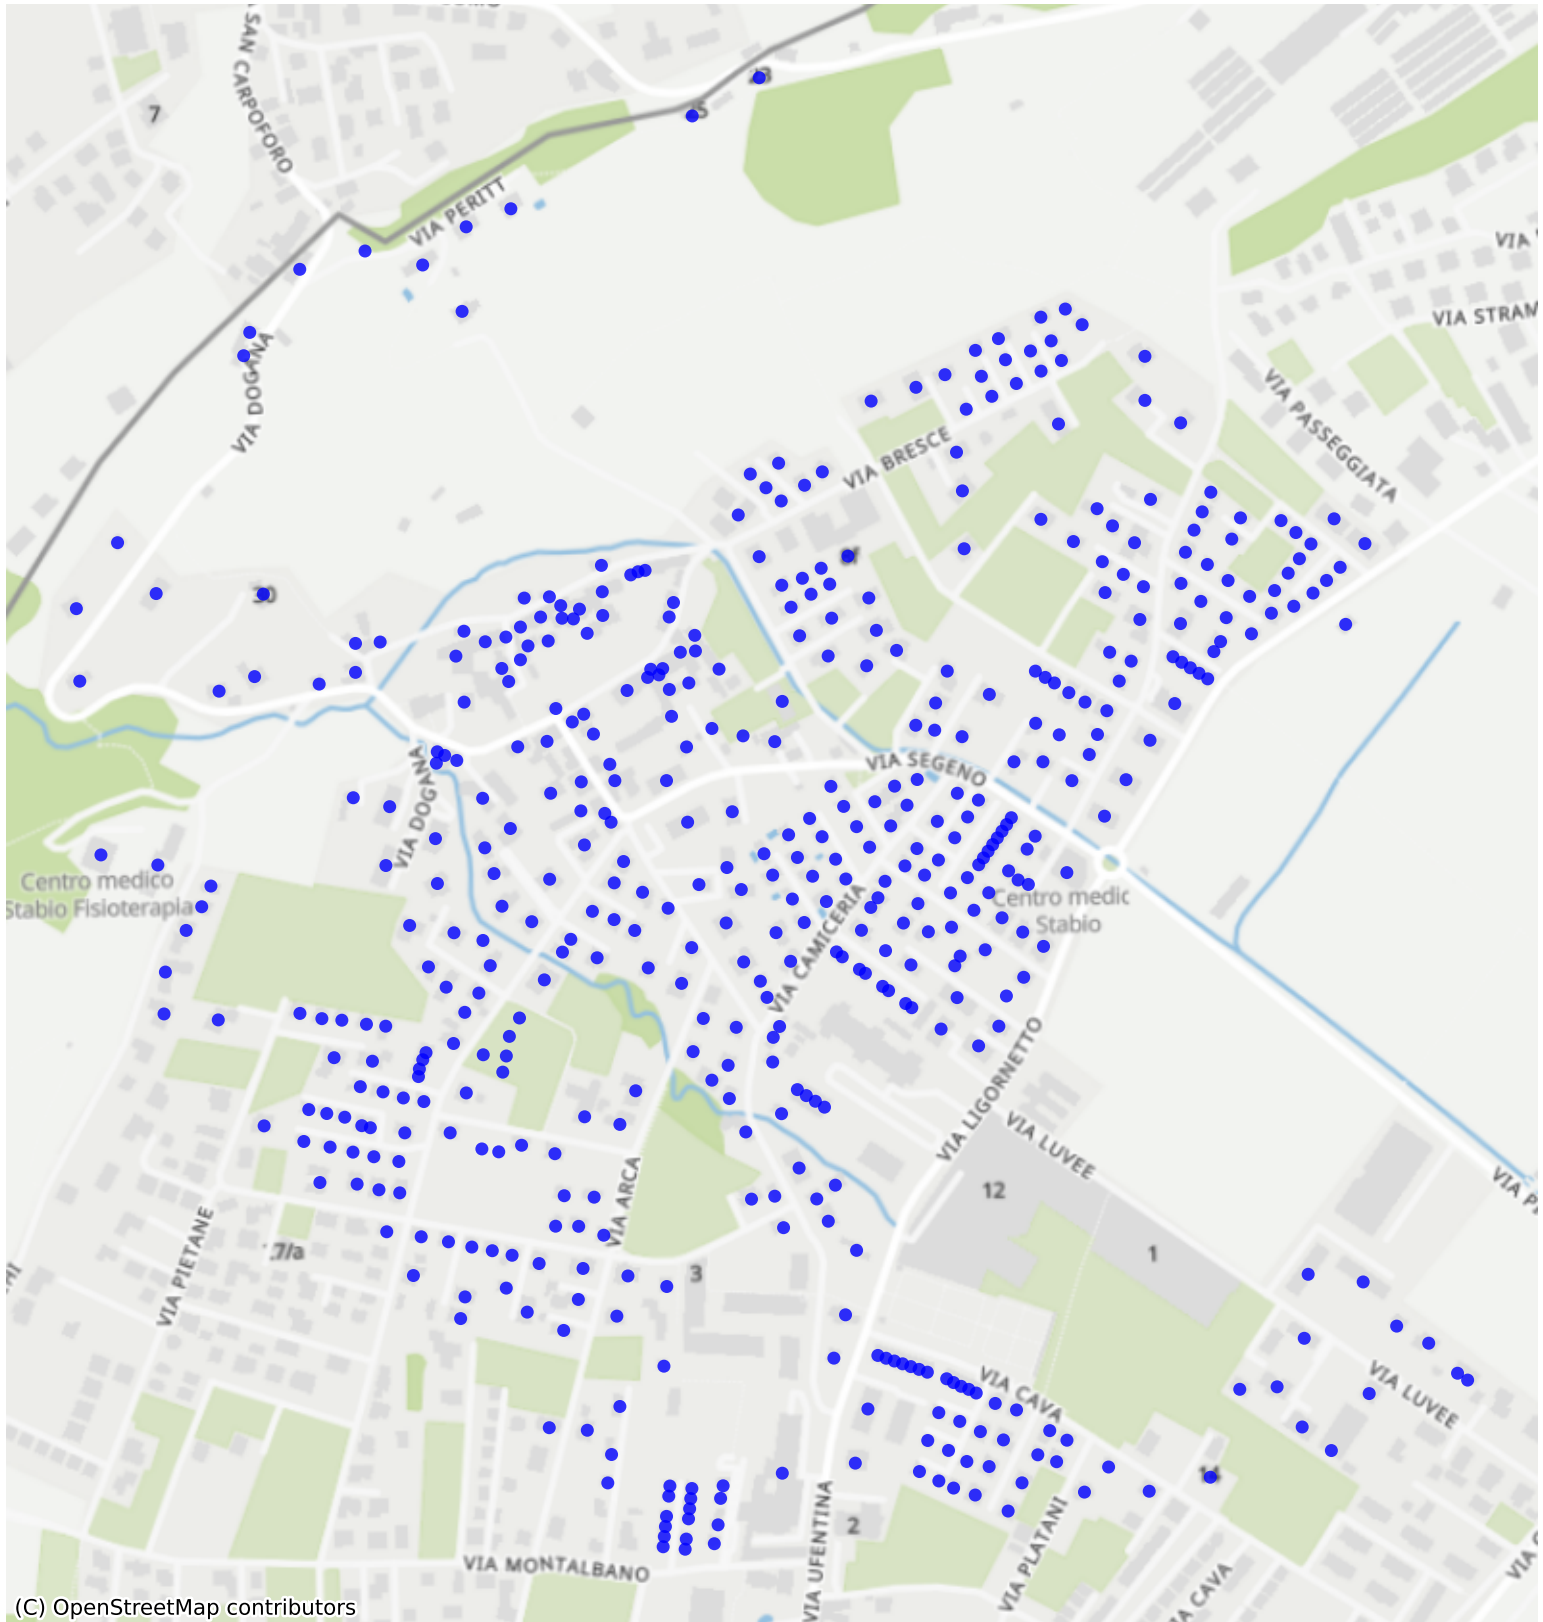 VIA SAN CARPOFORO
7
VIA PERITT
VIA DOGANA
VIA STRAM
VIA PASSEGGIATA
VIA BRESCE
VIA SEGENO
VIA DOGANA
Centro medico
Stabio Fisioterapia
Centro medic
Stabio
VIA CAMICERIA
VIA LIGORNETTO
VIA LUVEE
12
1
VIA ARCA
VIA PIETANE
7/a
3
VIA CAVA
VIA LUVEE
14
2
VIA UFENTINA
VIA PLATANI
VIA MONTALBANO
IA CAVA
(C) OpenStreetMap contributors